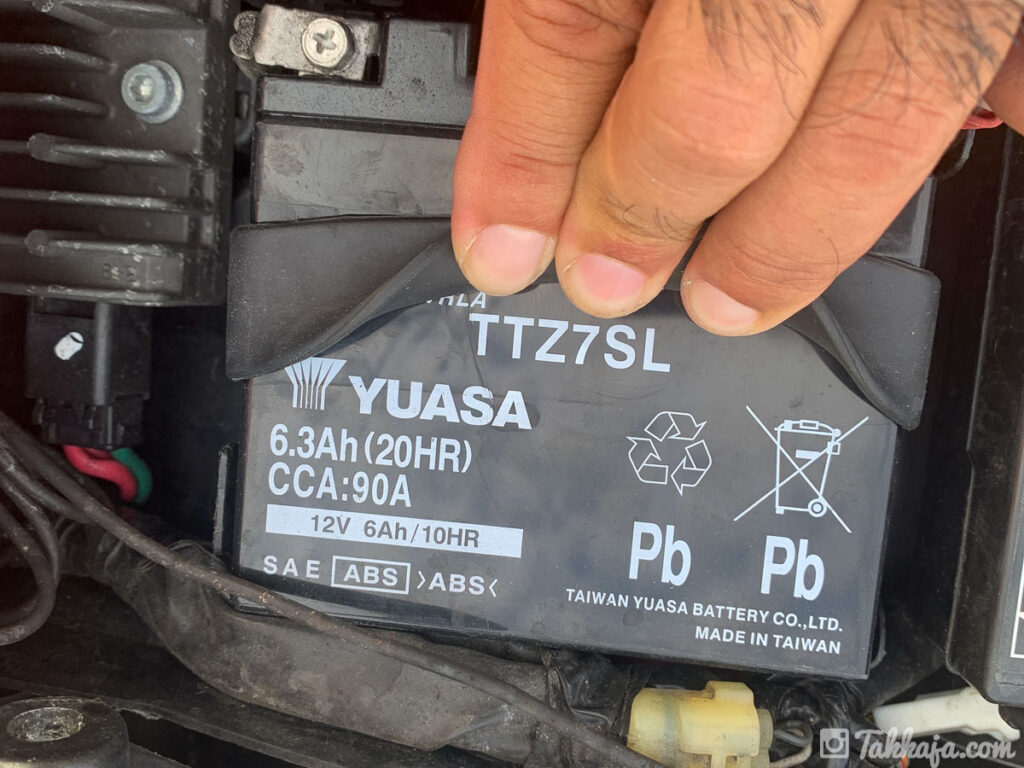 TTZ7SL
YUASA
6.3Ah(20HR)
CCA:90A
12V 6Ah/10HR
SAE ABS >ABS<
Pb Pb
TAIWAN YUASA BATTERY CO.,LTD.
MADE IN TAIWAN
Takkaja.com